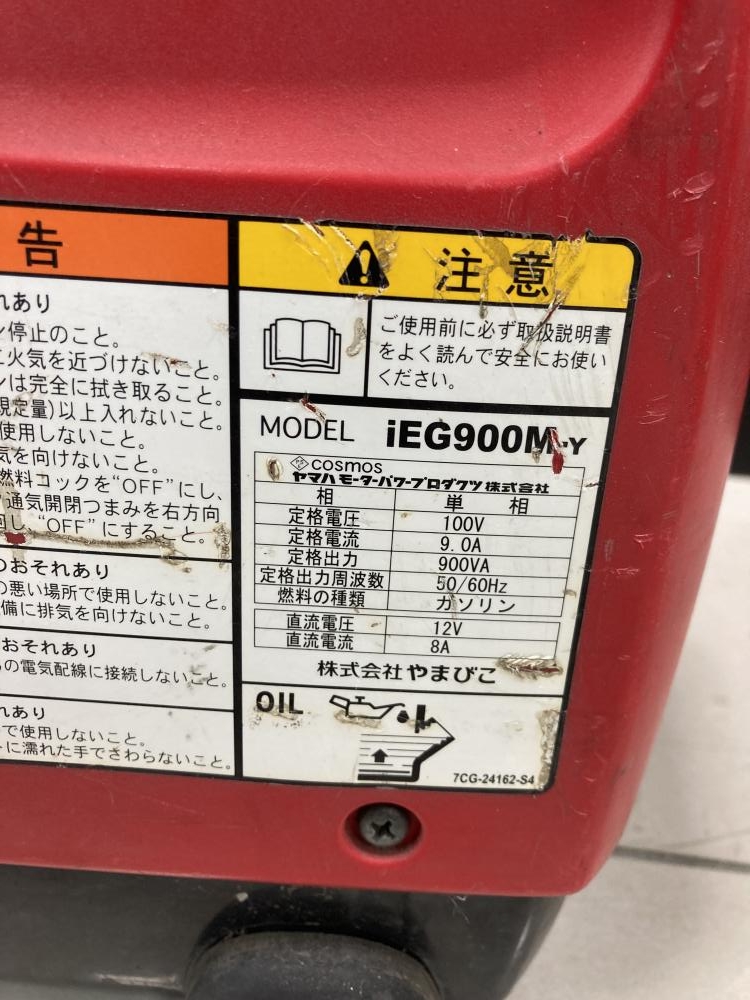 告
れあり
ン停止のこと。
に火気を近づけないこと。
ンは完全に拭き取ること。
規定量)以上入れないこと。
使用しないこと。
気を向けないこと。
燃料コックを“OFF”にし、
通気開閉つまみを右方向
回し、“OFF”にすること。
のおそれあり
の悪い場所で使用しないこと。
備に排気を向けないこと。
おそれあり
の電気配線に接続しないこと。
れあり
で使用しないこと。
に濡れた手でさわらないこと。
注意
ご使用前に必ず取扱説明書
をよく読んで安全にお使い
ください。
MODEL iEG900M-Y
cosmos
ヤマハ モーターパワープロダクツ 株式会社
相 単 相
定格電圧 100V
定格電流 9.0A
定格出力 900VA
定格出力周波数 50/60Hz
燃料の種類 ガソリン
直流電圧 12V
直流電流 8A
株式会社 やまびこ
OIL
7CG-24162-S4